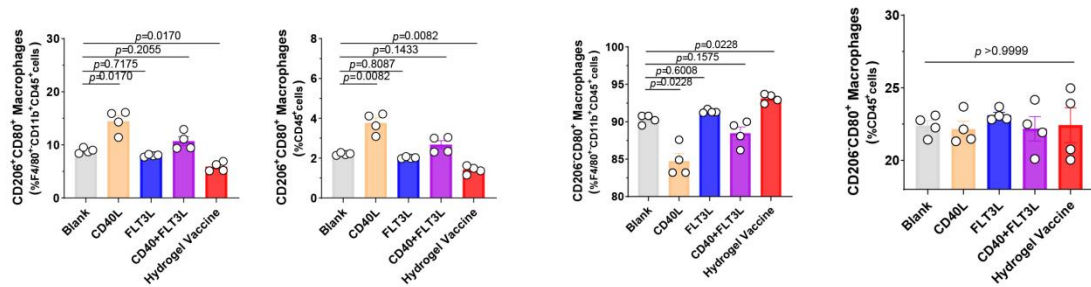 CD206⁺ CD80⁺ Macrophages
(%F4/80⁺CD11b⁺CD45⁺cells)
30
20
10
0
p=0.0170
p=0.2055
p=0.7175
p=0.0170
Blank
CD40L
FLT3L
CD40+FLT3L
Hydrogel Vaccine
CD206⁺ CD80⁺ Macrophages
(%CD45⁺cells)
8
6
4
2
0
p=0.0082
p=0.1433
p=0.8087
p=0.0082
Blank
CD40L
FLT3L
CD40+FLT3L
Hydrogel Vaccine
CD206⁻CD80⁺ Macrophages
(%F4/80⁺CD11b⁺CD45⁺cells)
100
95
90
85
80
p=0.0228
p=0.1575
p=0.6008
p=0.0228
Blank
CD40L
FLT3L
CD40+FLT3L
Hydrogel Vaccine
CD206⁻CD80⁺ Macrophages
(%CD45⁺cells)
30
25
20
p >0.9999
Blank
CD40L
FLT3L
CD40+FLT3L
Hydrogel Vaccine